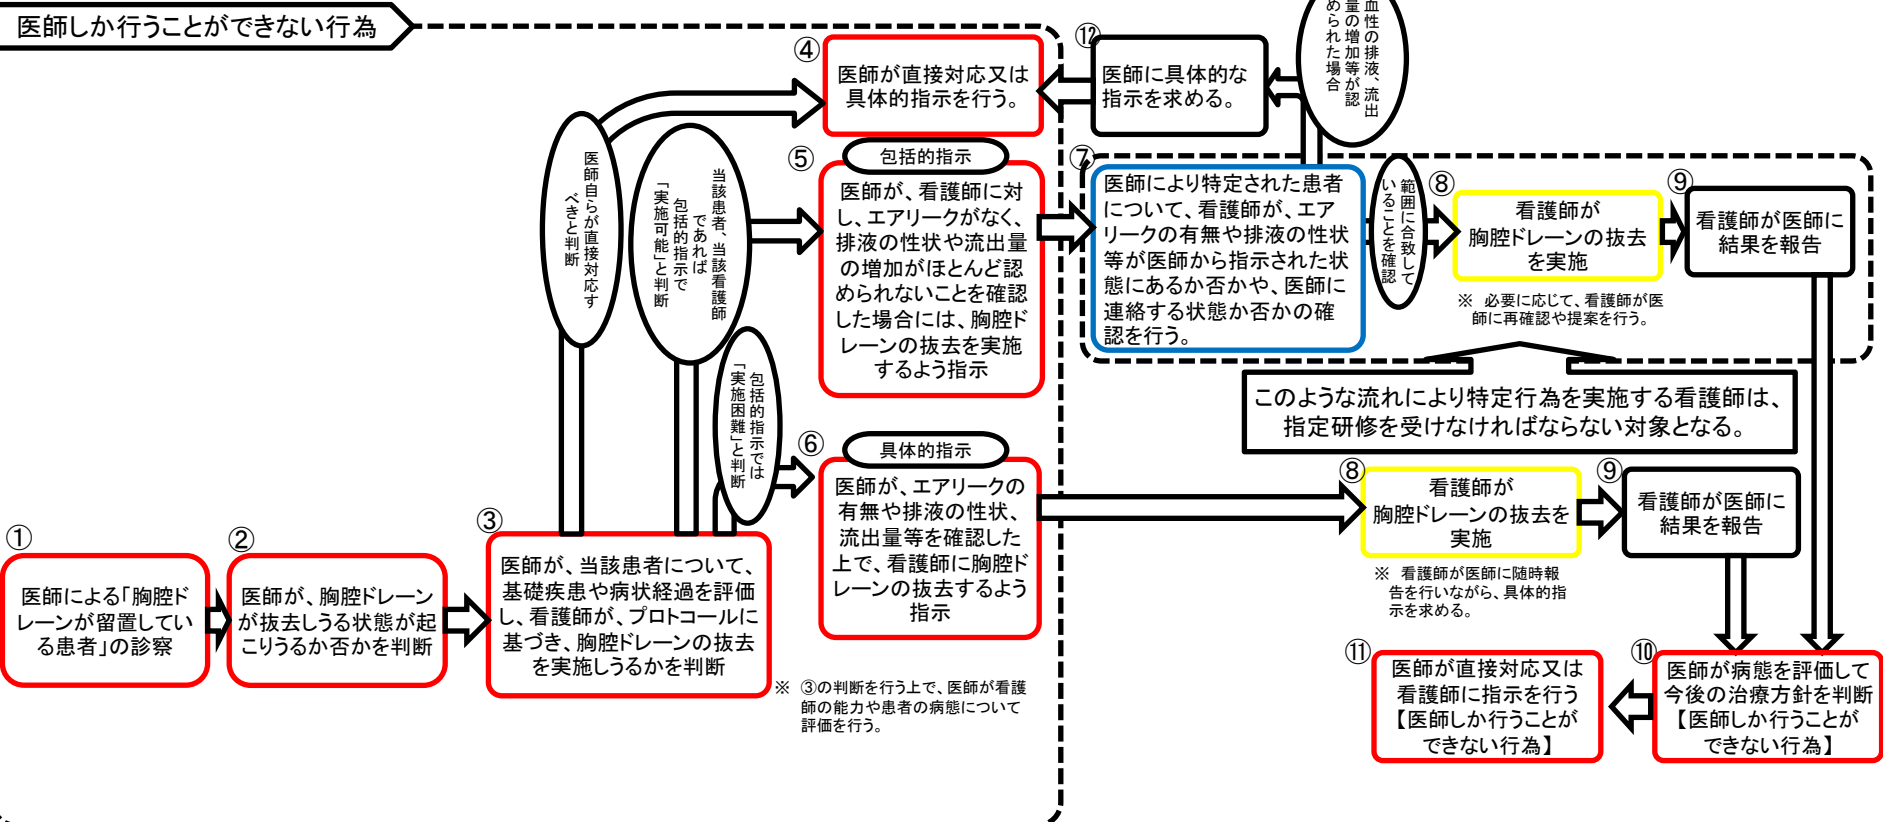 医師しか行うことができない行為
④
医師が直接対応又は
具体的指示を行う。
⑫
医師に具体的な
指示を求める。
血性の排液、流出
量の増加等が認
められた場合
医師自らが直接対応す
べきと判断
当該患者、当該看護師
であれば
包括的指示で
「実施可能」と判断
包括的指示では
「実施困難」と判断
⑤
包括的指示
医師が、看護師に対
し、エアリークがなく、
排液の性状や流出量
の増加がほとんど認
められないことを確認
した場合には、胸腔ド
レーンの抜去を実施
するよう指示
⑦
医師により特定された患者
について、看護師が、エア
リークの有無や排液の性状
等が医師から指示された状
態にあるか否かや、医師に
連絡する状態か否かの確
認を行う。
範囲に合致して
いることを確認
⑧
看護師が
胸腔ドレーンの抜去
を実施
※ 必要に応じて、看護師が医
師に再確認や提案を行う。
⑨
看護師が医師に
結果を報告
このような流れにより特定行為を実施する看護師は、
指定研修を受けなければならない対象となる。
⑥
具体的指示
医師が、エアリークの
有無や排液の性状、
流出量等を確認した
上で、看護師に胸腔ド
レーンの抜去するよう
指示
⑧
看護師が
胸腔ドレーンの抜去を
実施
※ 看護師が医師に随時報
告を行いながら、具体的指
示を求める。
⑨
看護師が医師に
結果を報告
①
医師による「胸腔ド
レーンが留置してい
る患者」の診察
②
医師が、胸腔ドレーン
が抜去しうる状態が起
こりうるか否かを判断
③
医師が、当該患者について、
基礎疾患や病状経過を評価
し、看護師が、プロトコールに
基づき、胸腔ドレーンの抜去
を実施しうるかを判断
※ ③の判断を行う上で、医師が看護
師の能力や患者の病態について
評価を行う。
⑪
医師が直接対応又は
看護師に指示を行う
【医師しか行うことが
できない行為】
⑩
医師が病態を評価して
今後の治療方針を判断
【医師しか行うことが
できない行為】